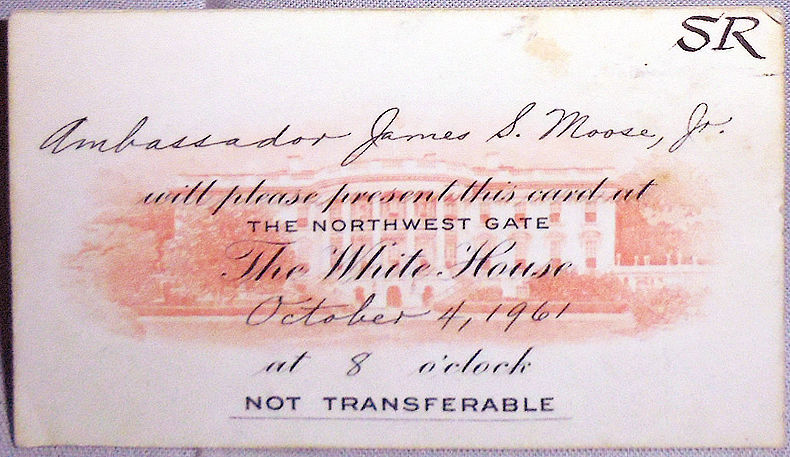 SR
Ambassador James S. Moose, Jr.
will please present this card at
THE NORTHWEST GATE
The White House
October 4, 1961
at 8 o'clock
NOT TRANSFERABLE